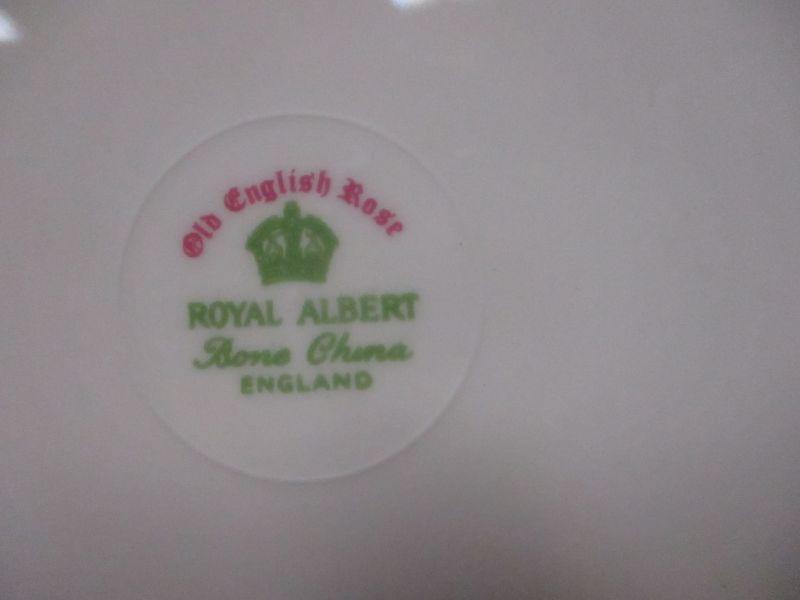 Old English Rose
ROYAL ALBERT
Bone China
ENGLAND